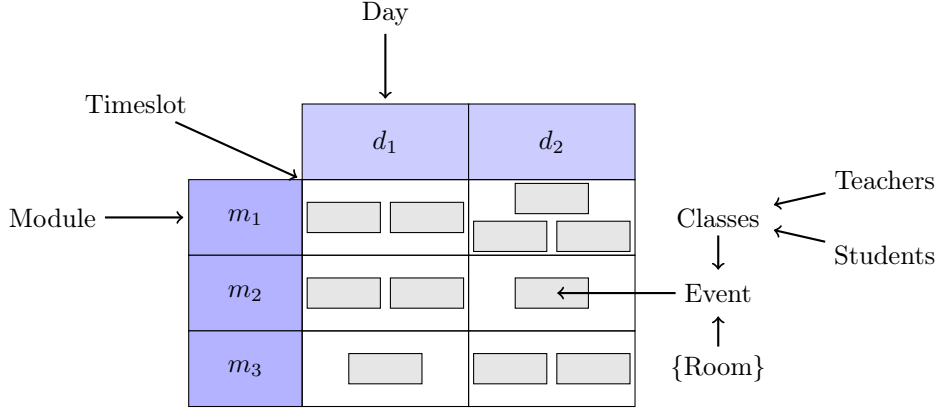 Day
Timeslot
d₁ d₂
Teachers
Module m₁ Classes
Students
m₂ Event
m₃ {Room}